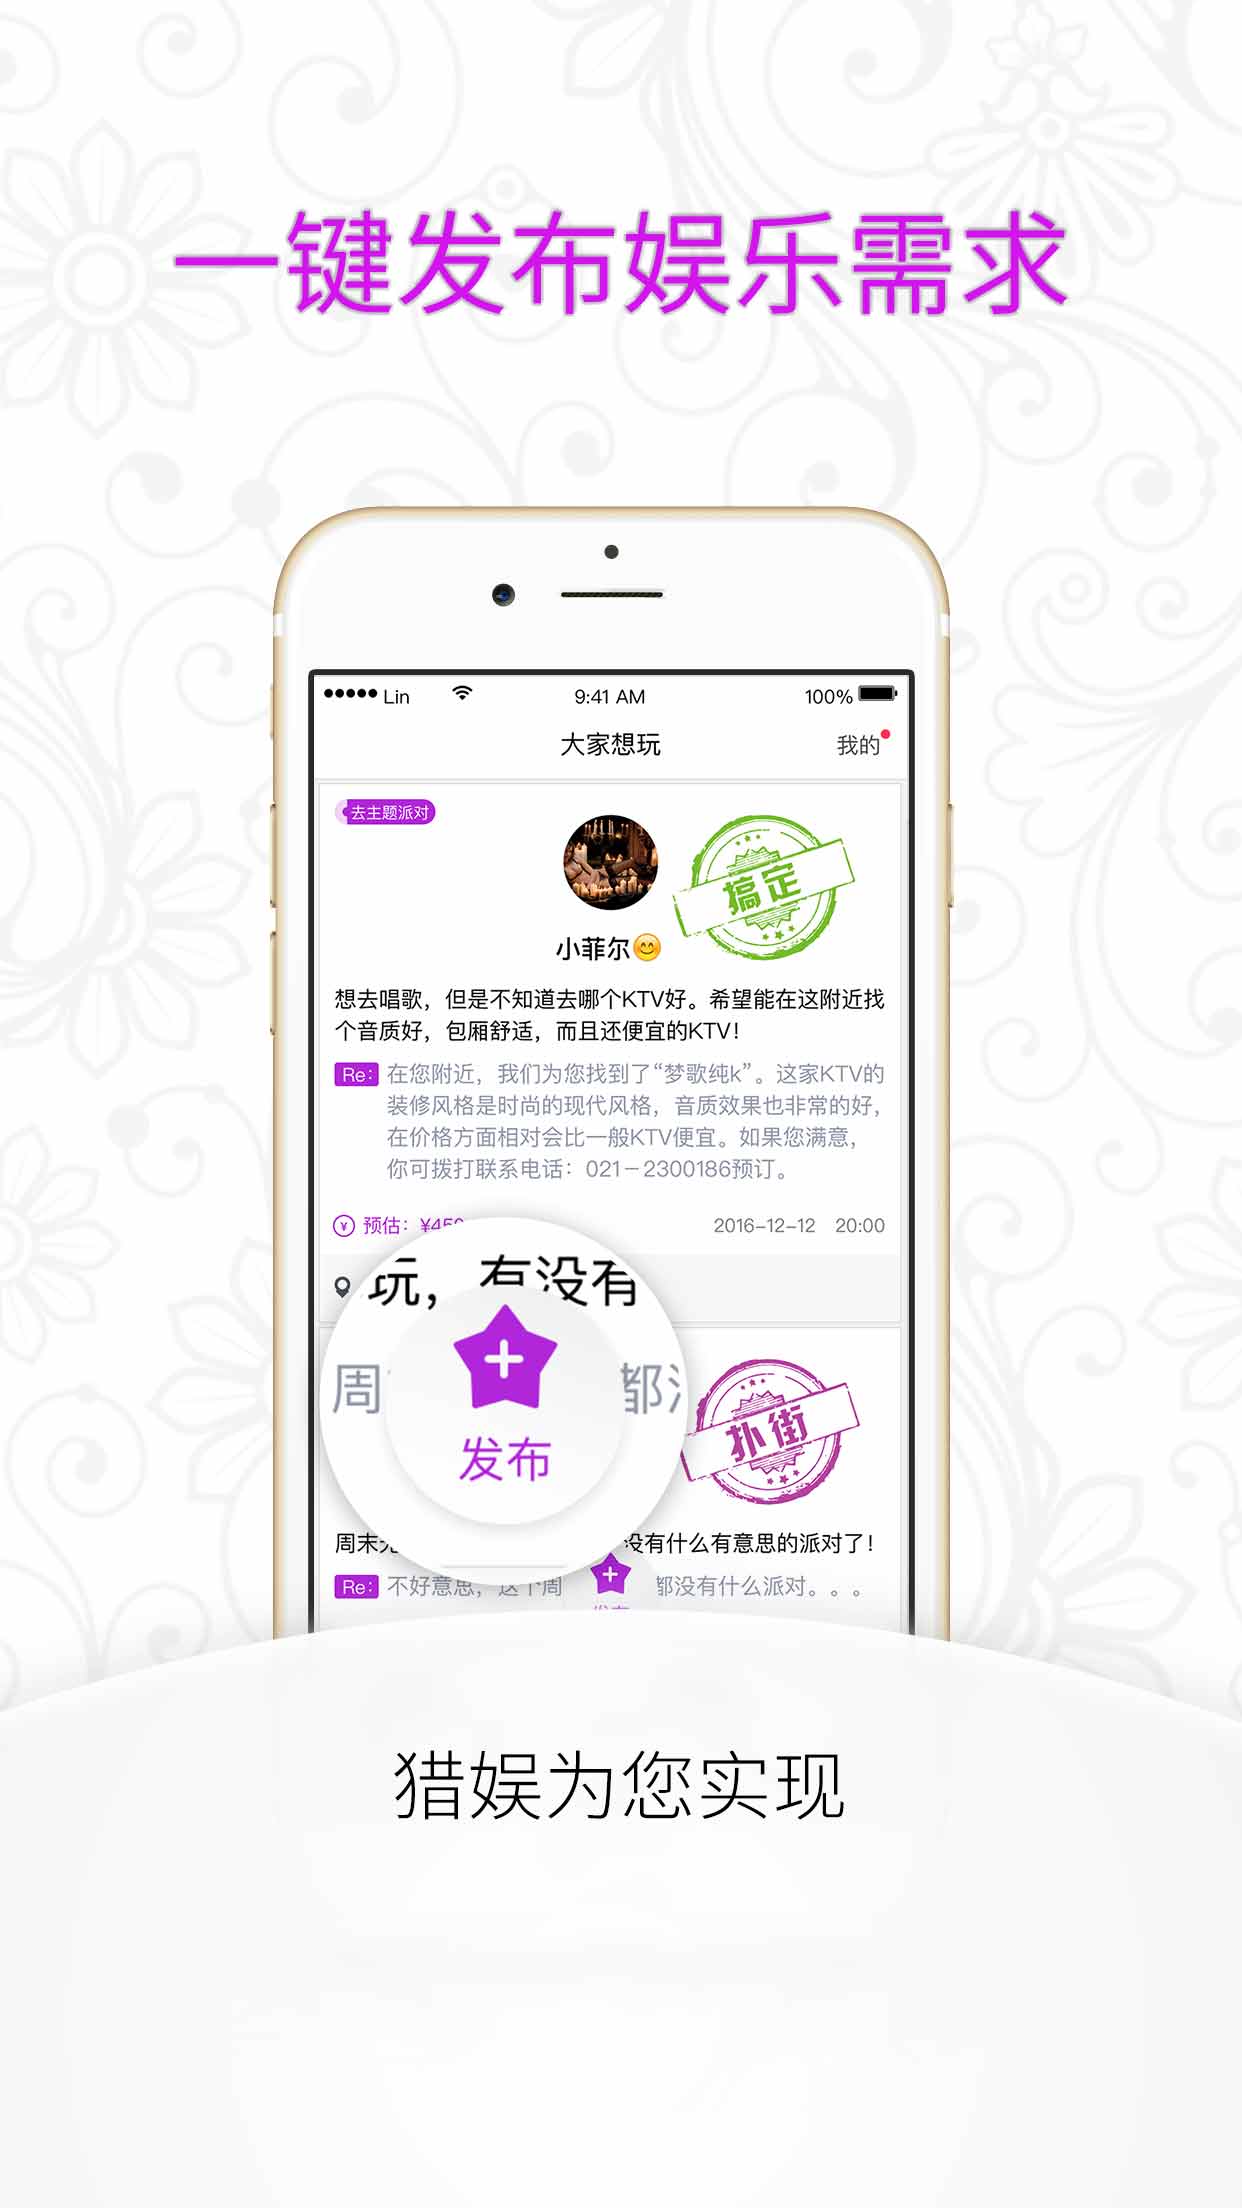 一键发布娱乐需求
Lin 9:41 AM 100%
大家想玩 我的
去主题派对
搞定
小菲尔
想去唱歌，但是不知道去哪个KTV好。希望能在这附近找
个音质好，包厢舒适，而且还便宜的KTV！
Re: 在您附近，我们为您找到了“梦歌纯k”。这家KTV的
装修风格是时尚的现代风格，音质效果也非常的好，
在价格方面相对会比一般KTV便宜。如果您满意，
你可拔打联系电话：021－2300186预订。
¥ 预估：¥450 2016-12-12 20:00
玩，有没有
周 都
发布
扑街
周末 没有什么有意思的派对了！
Re: 不好意思，这个周 都没有什么派对。。。
发布
猎娱为您实现